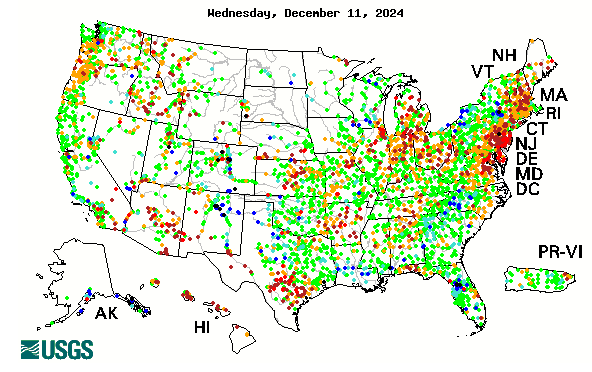 Wednesday, December 11, 2024
NH
VT
MA
RI
CT
NJ
DE
MD
DC
PR-VI
AK
HI
USGS